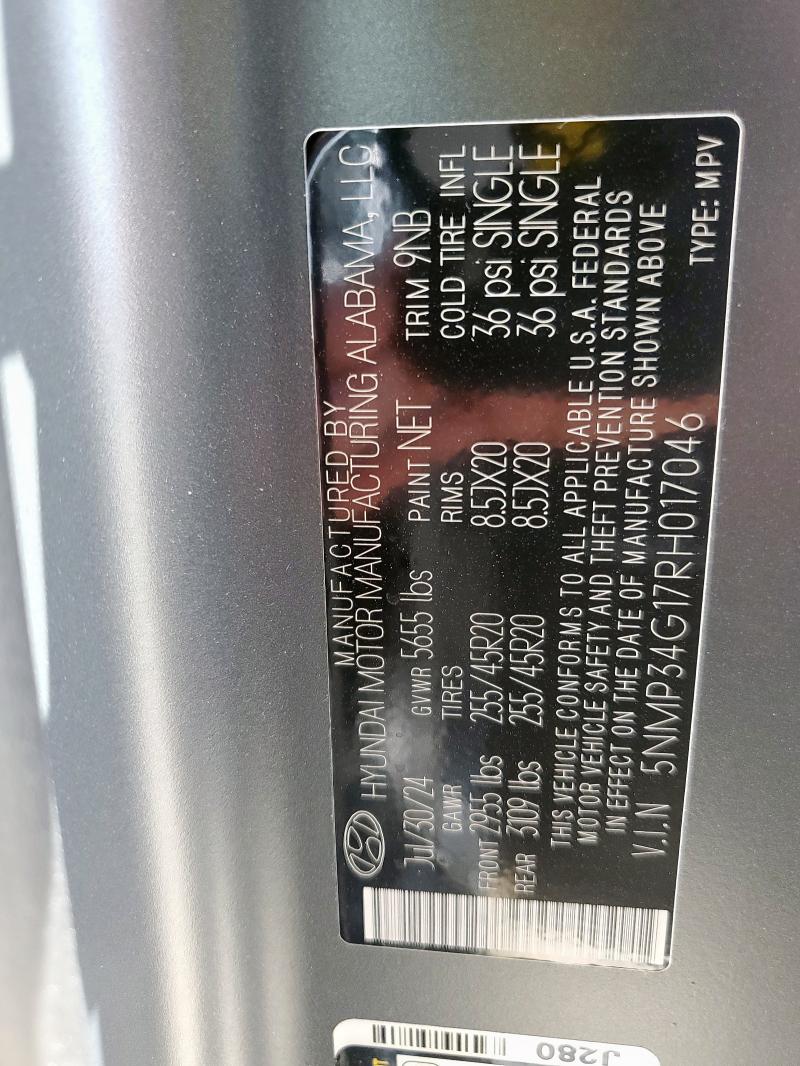 MANUFACTURED BY
HYUNDAI MOTOR MANUFACTURING ALABAMA, LLC
JU/30/24 GVWR 5655 lbs PAINT NET TRIM 9NB
GAWR TIRES RIMS COLD TIRE INFL
FRONT 2955 lbs 255/45R20 8.5JX20 36 psi SINGLE
REAR 3109 lbs 255/45R20 8.5JX20 36 psi SINGLE
THIS VEHICLE CONFORMS TO ALL APPLICABLE U.S.A. FEDERAL
MOTOR VEHICLE SAFETY AND THEFT PREVENTION STANDARDS
IN EFFECT ON THE DATE OF MANUFACTURE SHOWN ABOVE
V.I.N 5NMP34G17RH017046 TYPE: MPV
J280